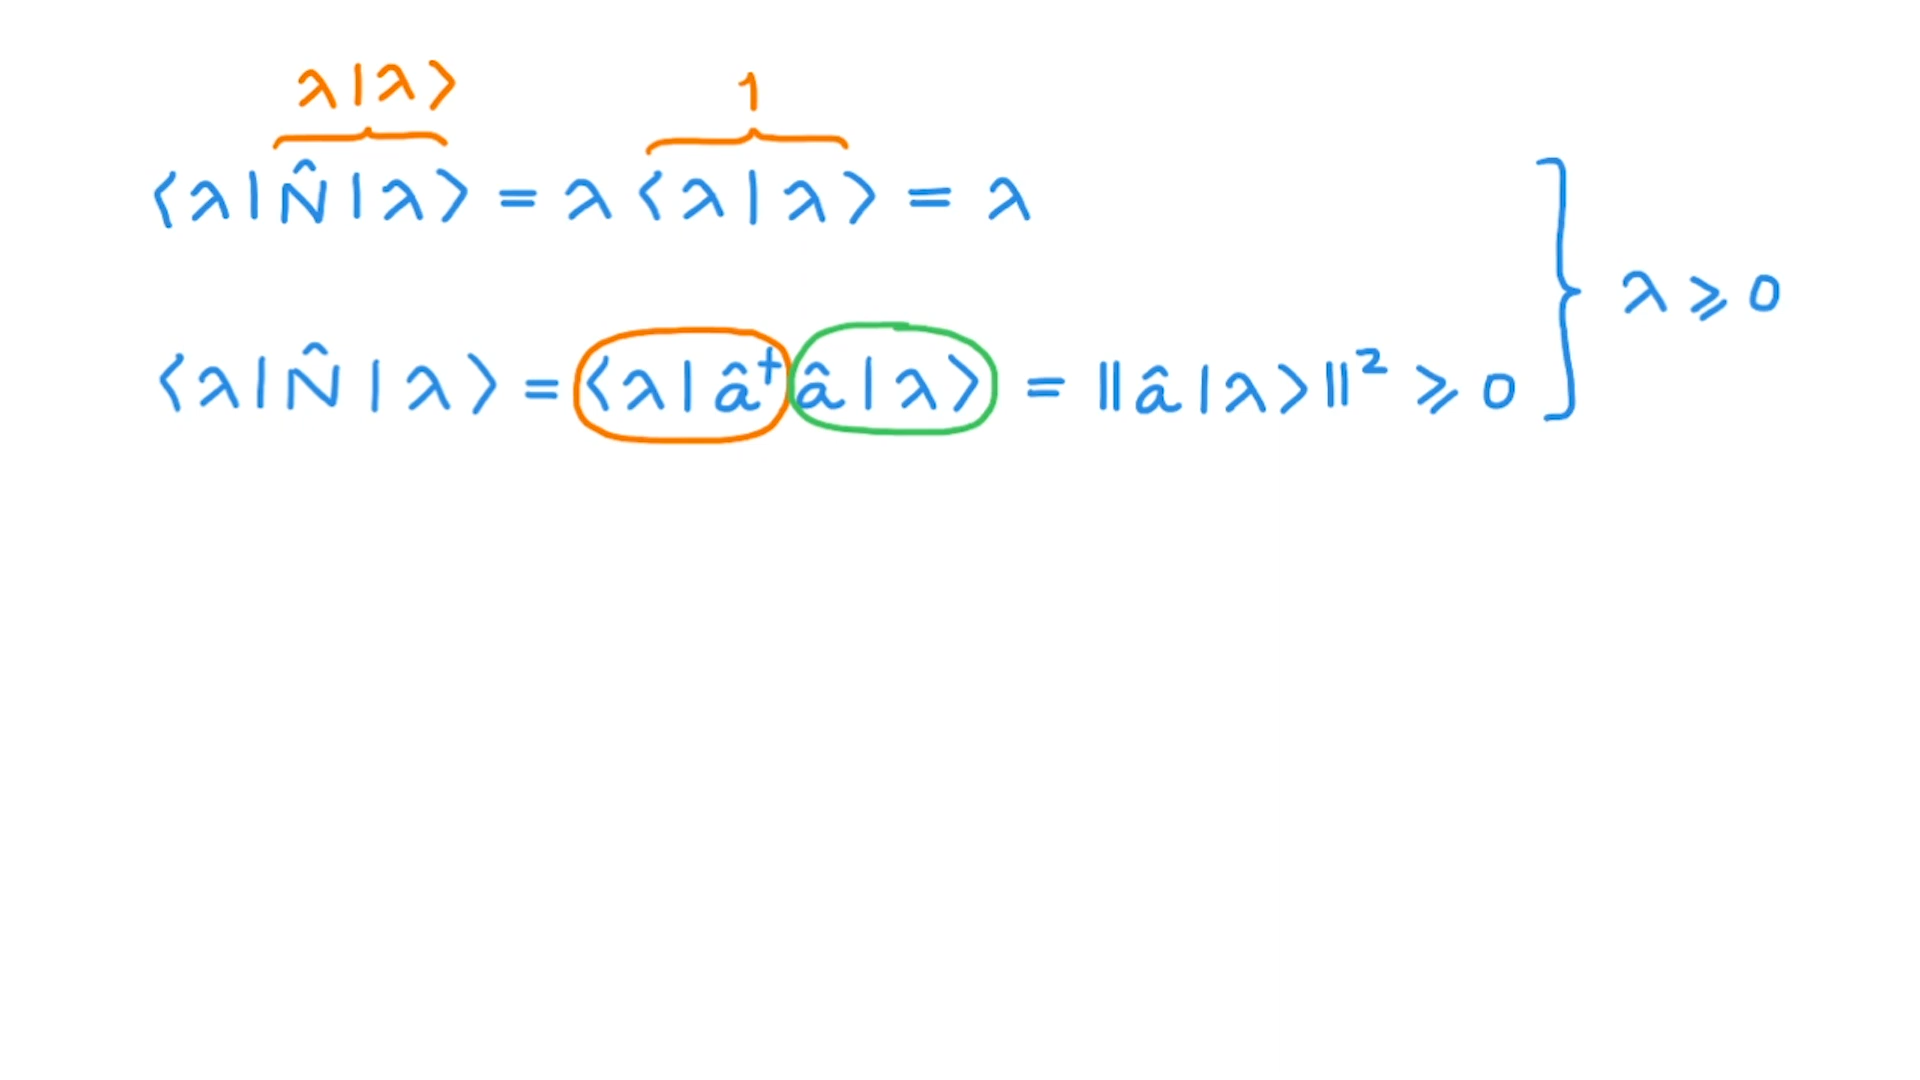 λ|λ⟩ 1
⟨λ|N̂|λ⟩ = λ⟨λ|λ⟩ = λ
λ ⩾ 0
⟨λ|N̂|λ⟩ = ⟨λ|â†â|λ⟩ = ‖â|λ⟩‖² ⩾ 0